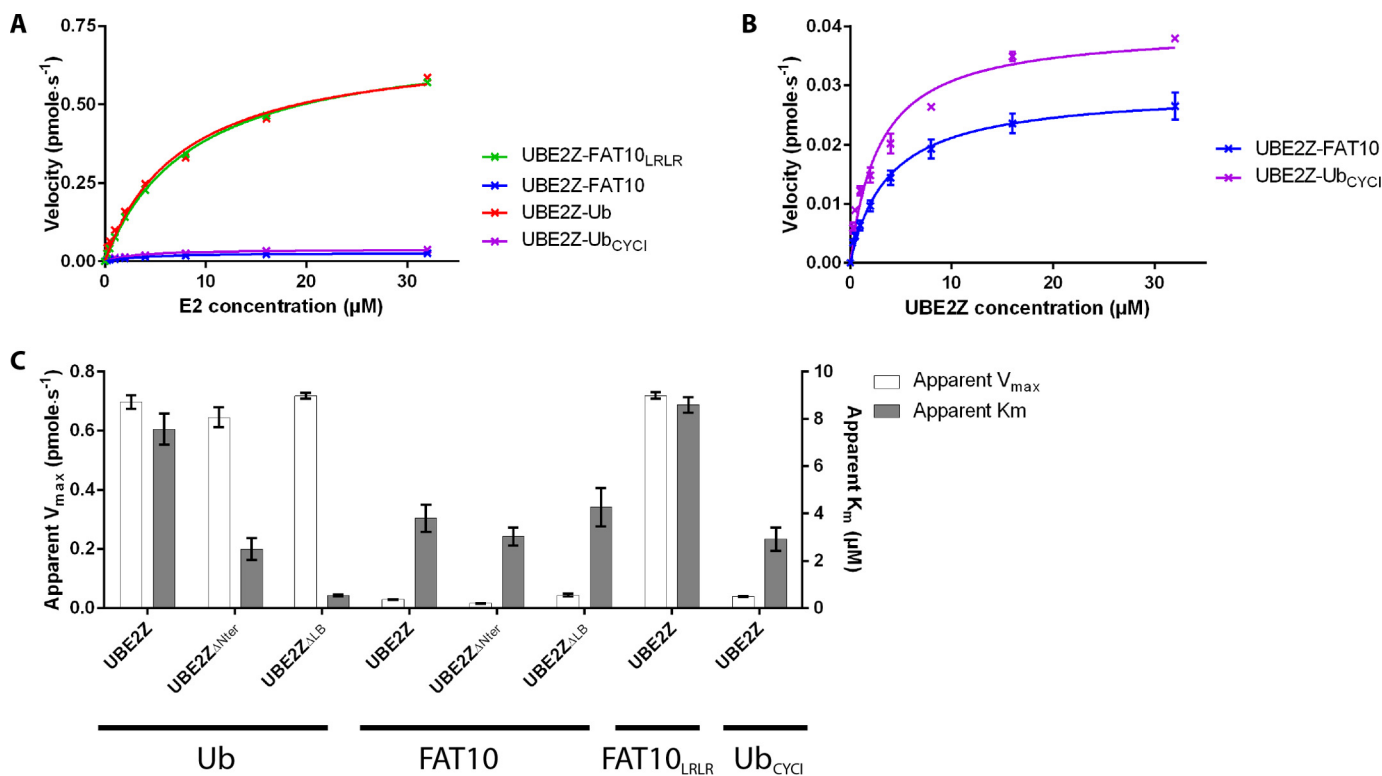 A
Velocity (pmole·s⁻¹)
0.75
0.50
0.25
0.00
0
10
20
30
E2 concentration (µM)
UBE2Z-FAT10LRLR
UBE2Z-FAT10
UBE2Z-Ub
UBE2Z-UbCYCI
B
Velocity (pmole·s⁻¹)
0.04
0.03
0.02
0.01
0.00
0
10
20
30
UBE2Z concentration (µM)
UBE2Z-FAT10
UBE2Z-UbCYCI
C
Apparent Vmax (pmole·s⁻¹)
0.8
0.6
0.4
0.2
0.0
10
8
6
4
2
0
Apparent Km (µM)
Apparent Vmax
Apparent Km
UBE2Z
UBE2ZΔNter
UBE2ZΔLB
UBE2Z
UBE2ZΔNter
UBE2ZΔLB
UBE2Z
UBE2Z
Ub
FAT10
FAT10LRLR
UbCYCI